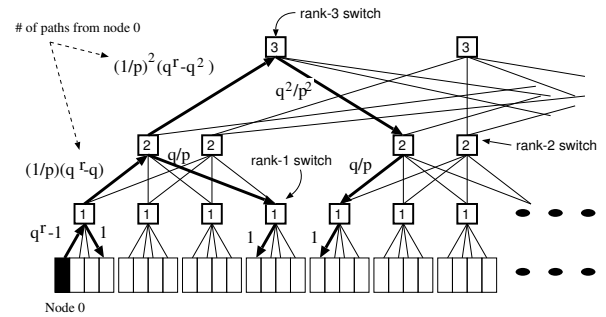 # of paths from node 0
rank-3 switch
3 3
(1/p)²(qʳ-q²)
q²/p²
2 2 2 2
rank-2 switch
q/p
q/p
rank-1 switch
(1/p)(qʳ-q)
1 1 1 1 1 1 1
qʳ-1 1 1 1
Node 0